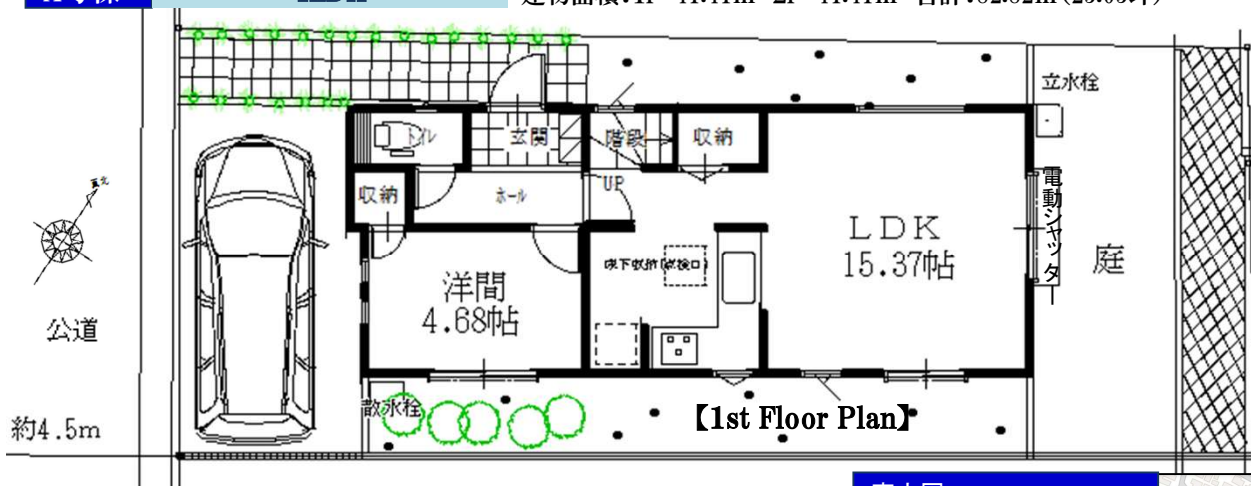 立水栓
トイル
玄関
階段
収納
収納
ホール
UP
電動シャッター
LDK
15.37帖
庭
床下収納(点検口)
洋間
4.68帖
公道
約4.5m
散水栓
【1st Floor Plan】